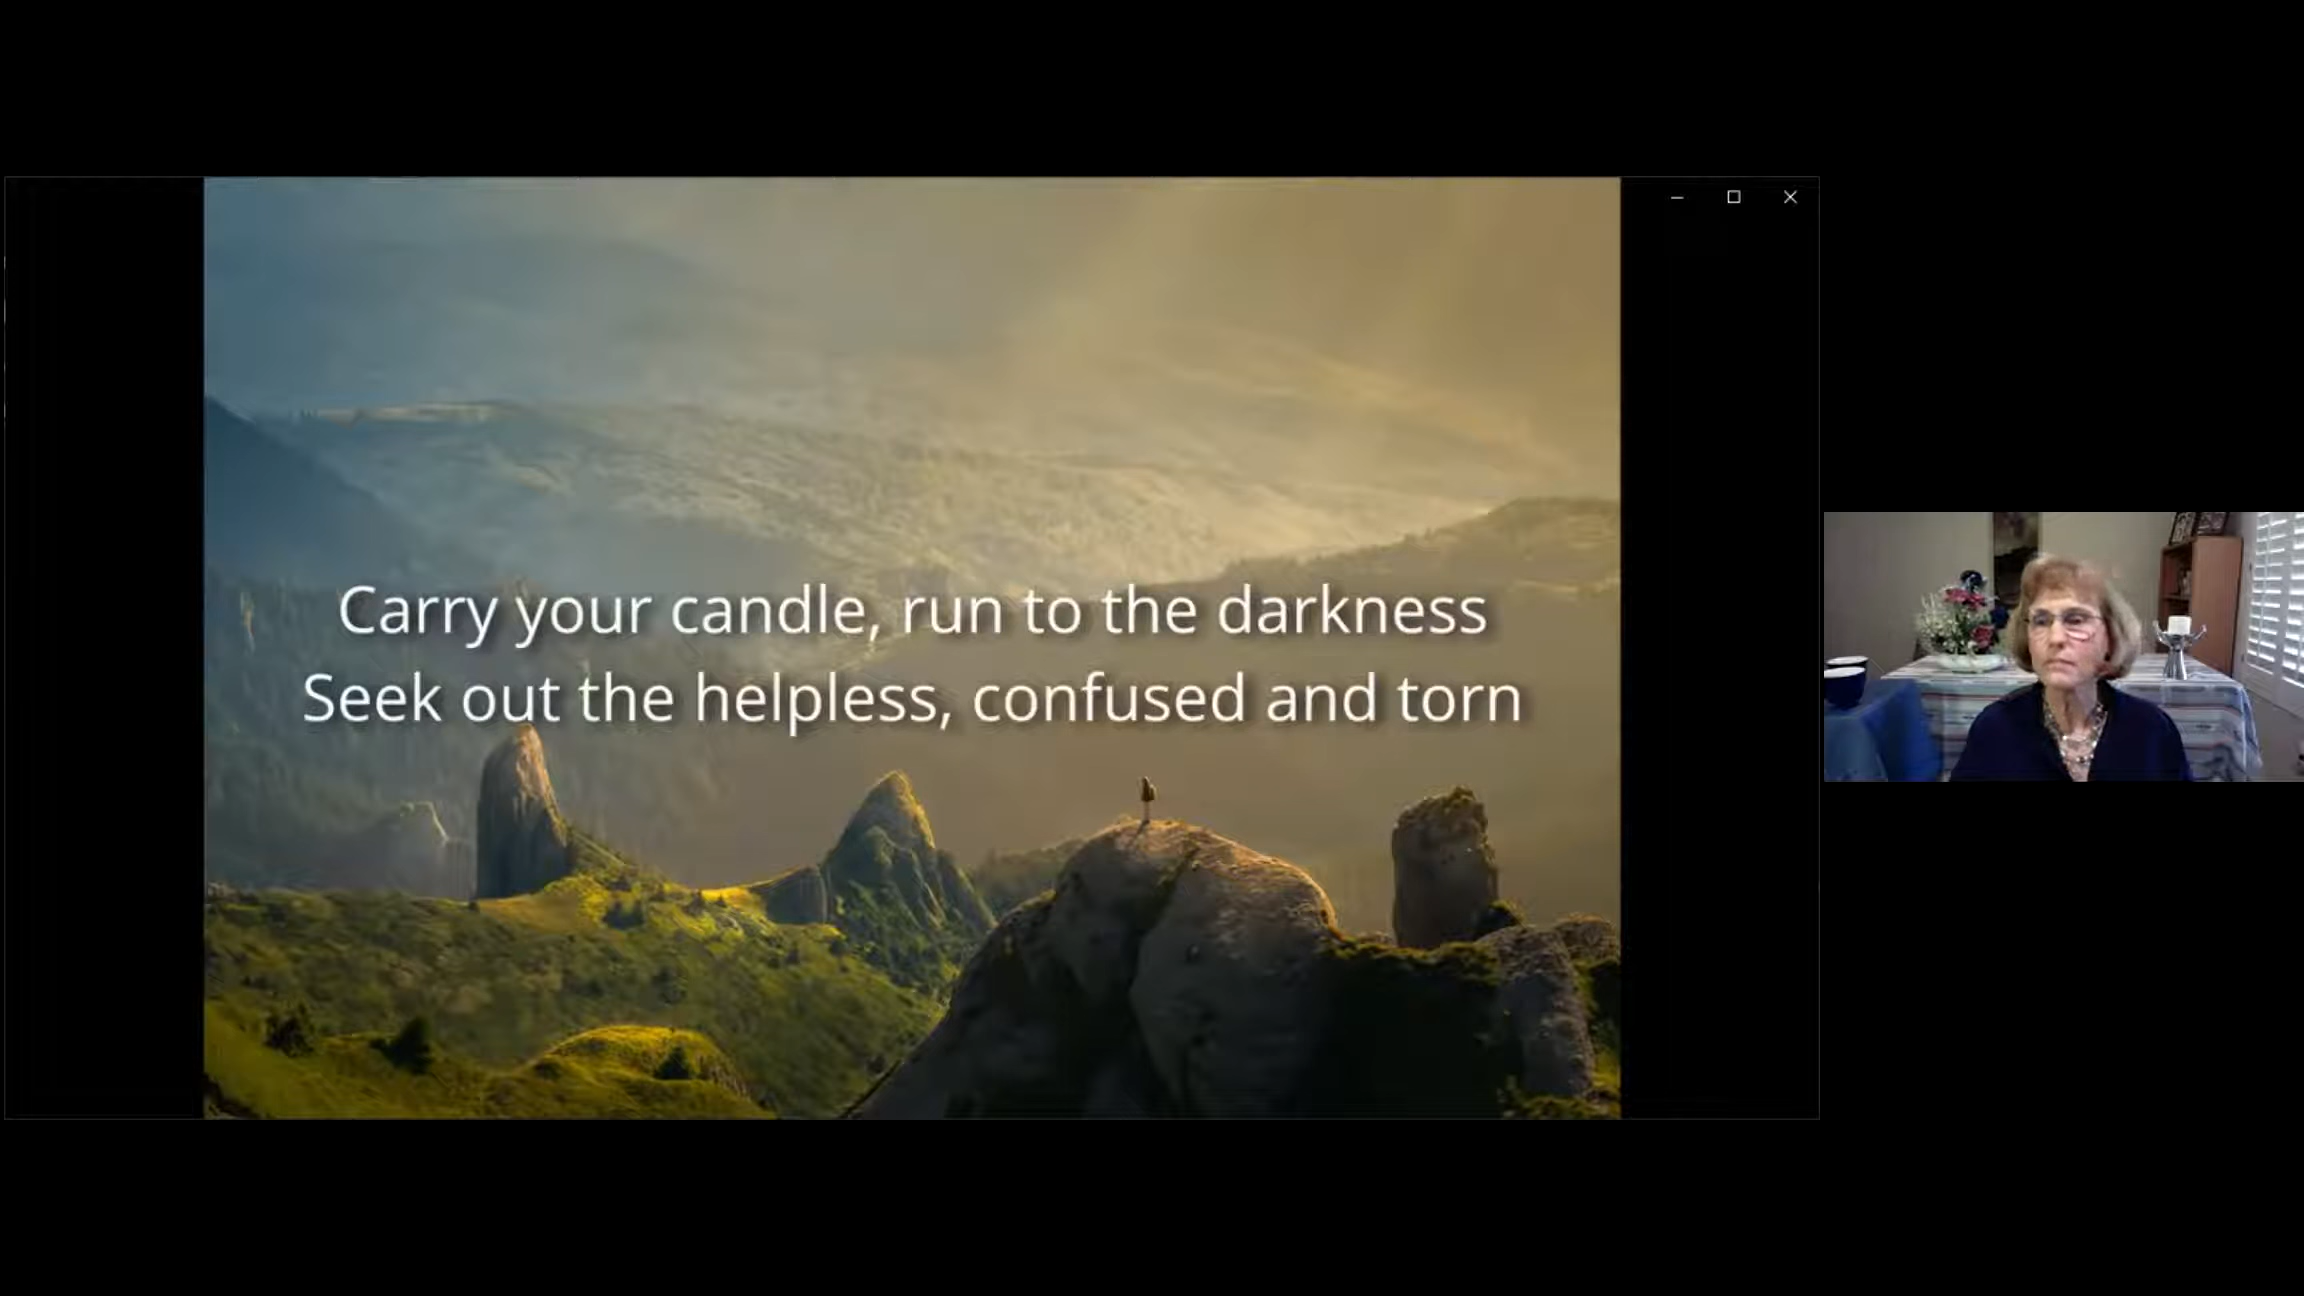 Carry your candle, run to the darkness
Seek out the helpless, confused and torn